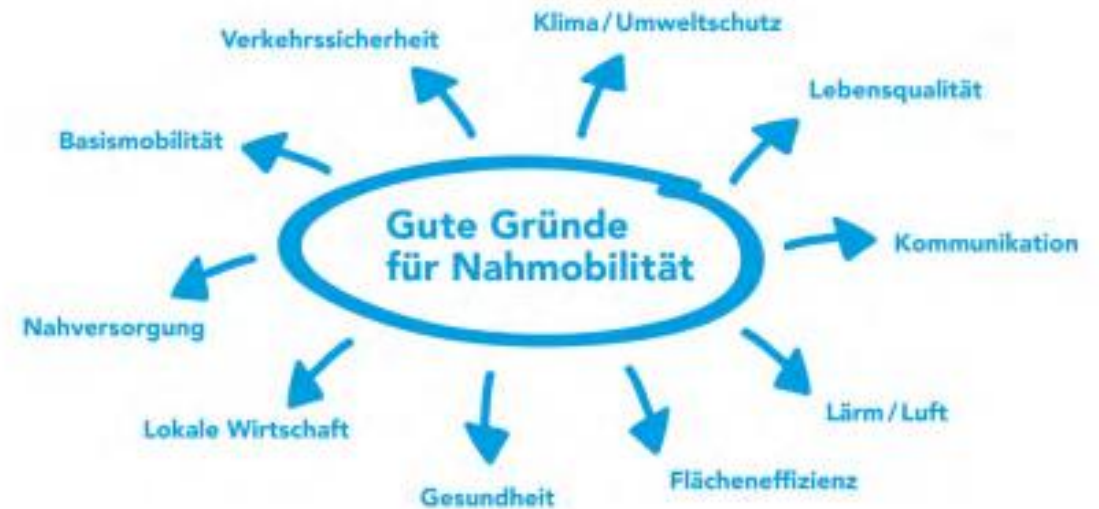 Klima/Umweltschutz
Verkehrssicherheit
Lebensqualität
Basismobilität
Gute Gründe
für Nahmobilität
Kommunikation
Nahversorgung
Lärm/Luft
Lokale Wirtschaft
Flächeneffizienz
Gesundheit